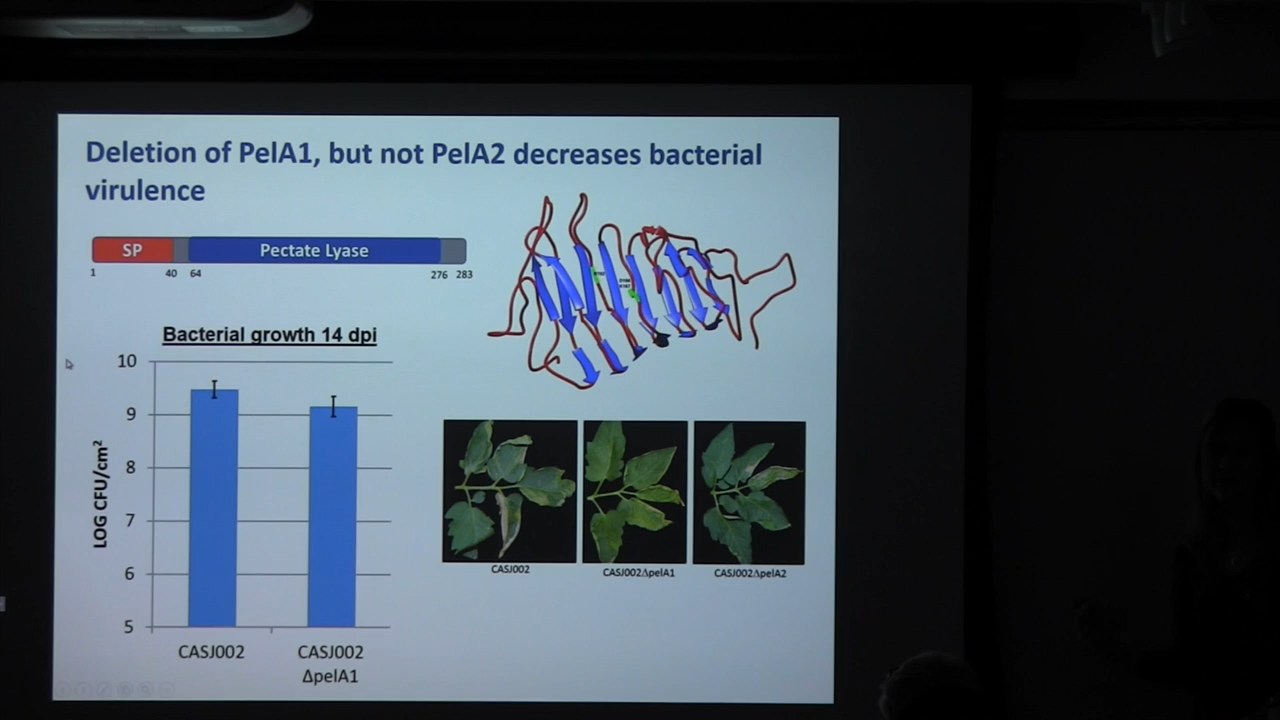 Deletion of PelA1, but not PelA2 decreases bacterial
virulence
SP
Pectate Lyase
1
40
64
276
283
Bacterial growth 14 dpi
10
9
8
7
6
5
LOG CFU/cm²
CASJ002
CASJ002
ΔpelA1
CASJ002
CASJ002ΔpelA1
CASJ002ΔpelA2